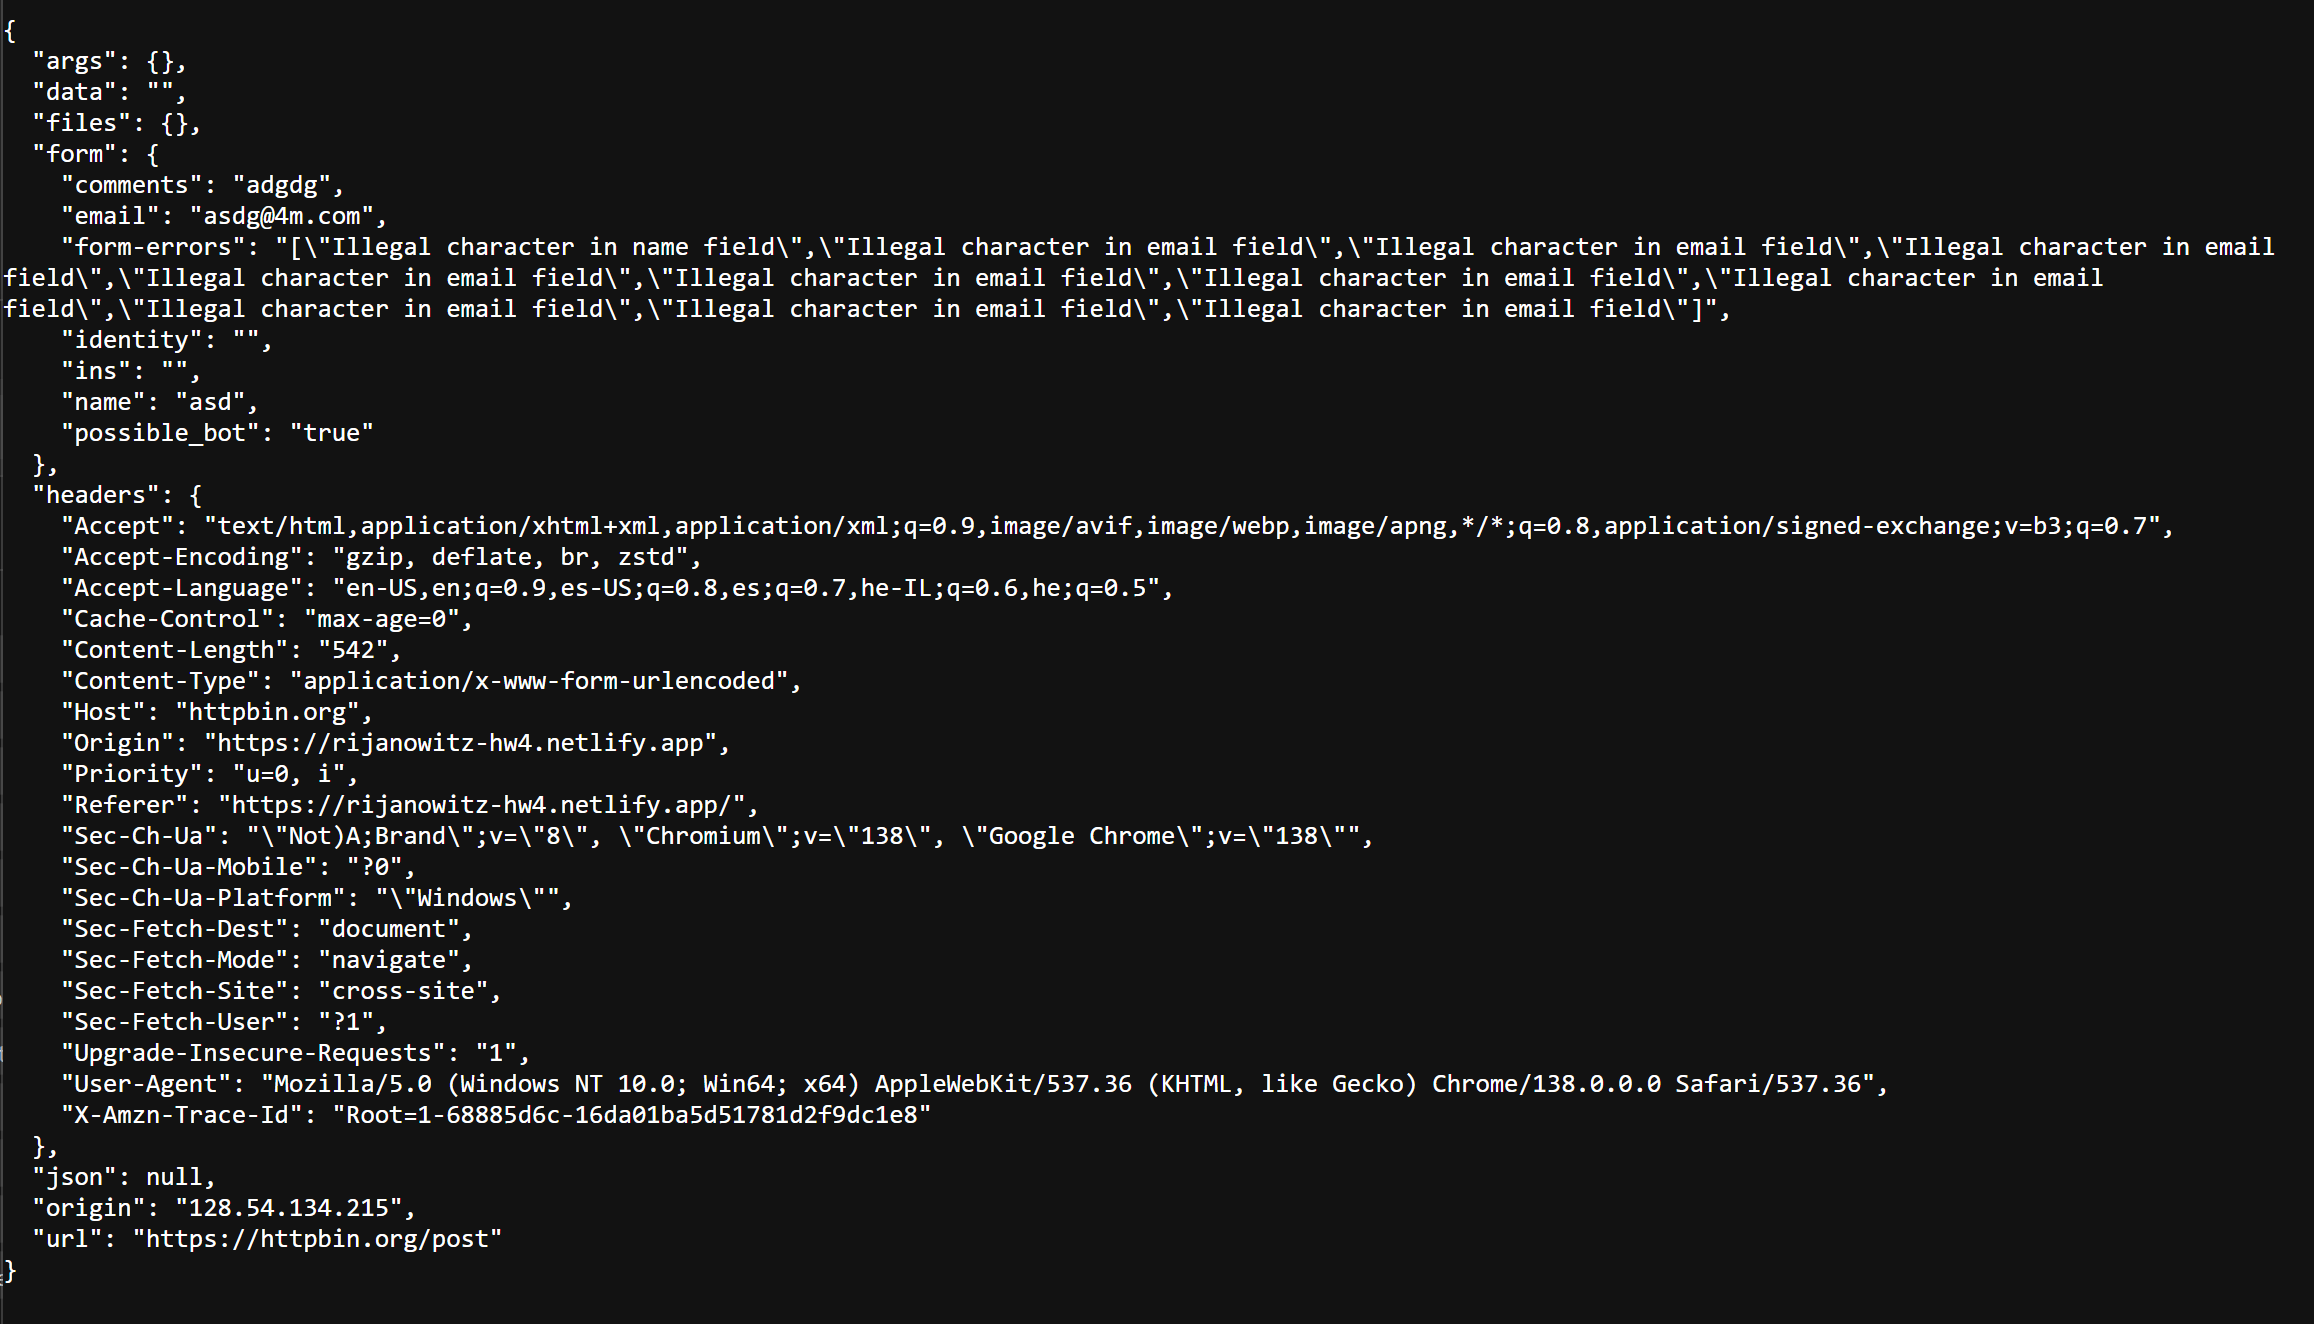 {
  "args": {},
  "data": "",
  "files": {},
  "form": {
    "comments": "adgdg",
    "email": "asdg@4m.com",
    "form-errors": "[\"Illegal character in name field\",\"Illegal character in email field\",\"Illegal character in email field\",\"Illegal character in email
field\",\"Illegal character in email field\",\"Illegal character in email field\",\"Illegal character in email field\",\"Illegal character in email
field\",\"Illegal character in email field\",\"Illegal character in email field\",\"Illegal character in email field\"]",
    "identity": "",
    "ins": "",
    "name": "asd",
    "possible_bot": "true"
  },
  "headers": {
    "Accept": "text/html,application/xhtml+xml,application/xml;q=0.9,image/avif,image/webp,image/apng,*/*;q=0.8,application/signed-exchange;v=b3;q=0.7",
    "Accept-Encoding": "gzip, deflate, br, zstd",
    "Accept-Language": "en-US,en;q=0.9,es-US;q=0.8,es;q=0.7,he-IL;q=0.6,he;q=0.5",
    "Cache-Control": "max-age=0",
    "Content-Length": "542",
    "Content-Type": "application/x-www-form-urlencoded",
    "Host": "httpbin.org",
    "Origin": "https://rijanowitz-hw4.netlify.app",
    "Priority": "u=0, i",
    "Referer": "https://rijanowitz-hw4.netlify.app/",
    "Sec-Ch-Ua": "\"Not)A;Brand\";v=\"8\", \"Chromium\";v=\"138\", \"Google Chrome\";v=\"138\"",
    "Sec-Ch-Ua-Mobile": "?0",
    "Sec-Ch-Ua-Platform": "\"Windows\"",
    "Sec-Fetch-Dest": "document",
    "Sec-Fetch-Mode": "navigate",
    "Sec-Fetch-Site": "cross-site",
    "Sec-Fetch-User": "?1",
    "Upgrade-Insecure-Requests": "1",
    "User-Agent": "Mozilla/5.0 (Windows NT 10.0; Win64; x64) AppleWebKit/537.36 (KHTML, like Gecko) Chrome/138.0.0.0 Safari/537.36",
    "X-Amzn-Trace-Id": "Root=1-68885d6c-16da01ba5d51781d2f9dc1e8"
  },
  "json": null,
  "origin": "128.54.134.215",
  "url": "https://httpbin.org/post"
}